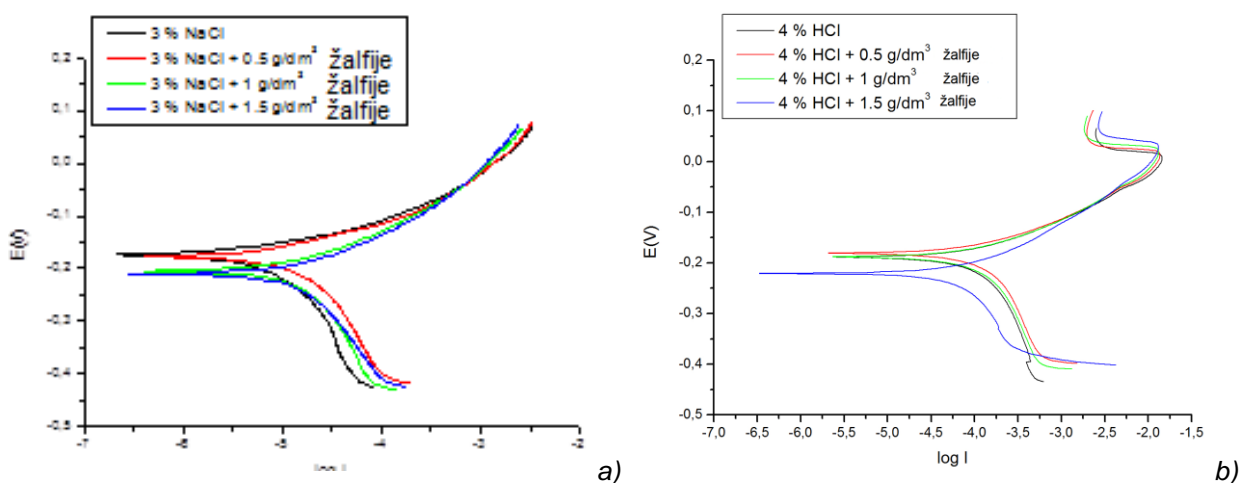 3 % NaCl
3 % NaCl + 0.5 g/dm³ žalfije
3 % NaCl + 1 g/dm³ žalfije
3 % NaCl + 1.5 g/dm³ žalfije
0,2
0,1
0,0
-0,1
-0,2
-0,3
-0,4
-0,5
E(V)
-7
-6
-5
-4
-3
-2
log I
a)
4 % HCl
4 % HCl + 0.5 g/dm³ žalfije
4 % HCl + 1 g/dm³ žalfije
4 % HCl + 1.5 g/dm³ žalfije
0,2
0,1
0,0
-0,1
-0,2
-0,3
-0,4
-0,5
E(V)
-7,0
-6,5
-6,0
-5,5
-5,0
-4,5
-4,0
-3,5
-3,0
-2,5
-2,0
-1,5
log I
b)